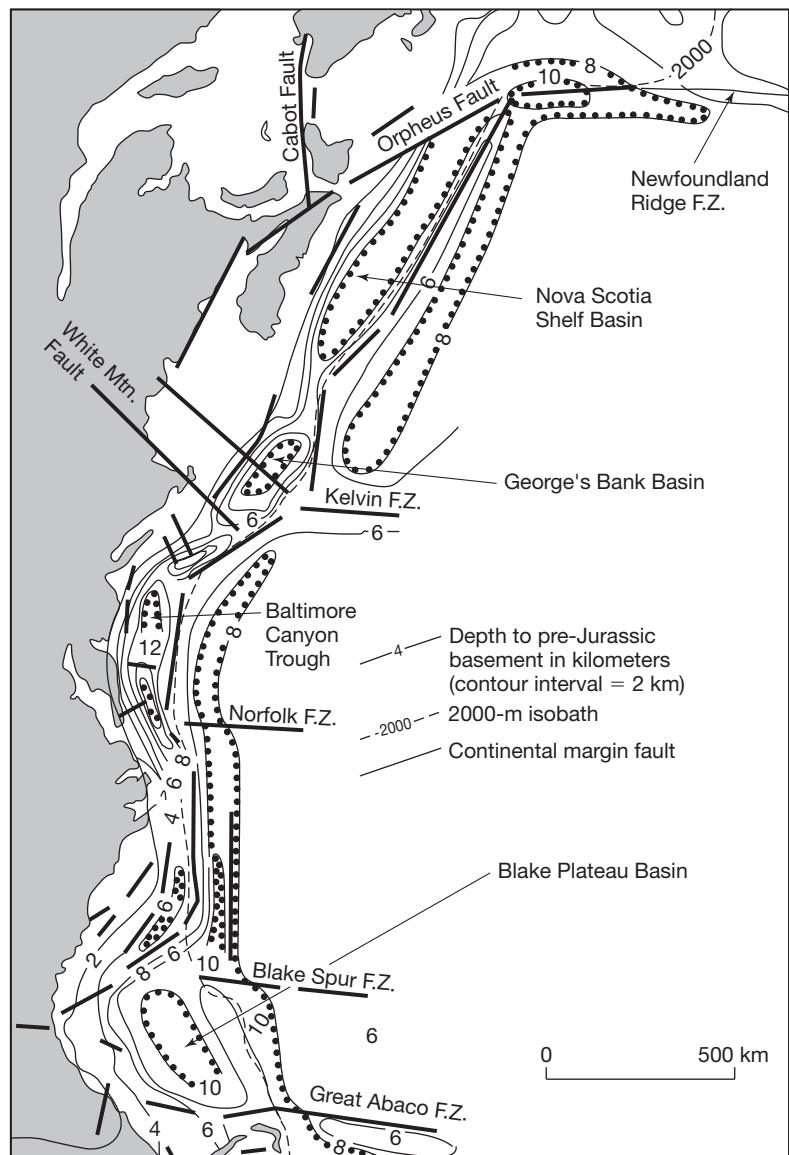 2000
8
10
Cabot Fault
Orpheus Fault
Newfoundland
Ridge F.Z.
6
Nova Scotia
Shelf Basin
8
White Mtn.
Fault
George's Bank Basin
Kelvin F.Z.
6
6
Baltimore
Canyon
Trough
8
12
4
Depth to pre-Jurassic
basement in kilometers
(contour interval = 2 km)
-2000
2000-m isobath
Norfolk F.Z.
Continental margin fault
8
6
?
4
Blake Plateau Basin
6
2
8
6
10
Blake Spur F.Z.
10
6
0
500 km
10
Great Abaco F.Z.
4
6
8
6